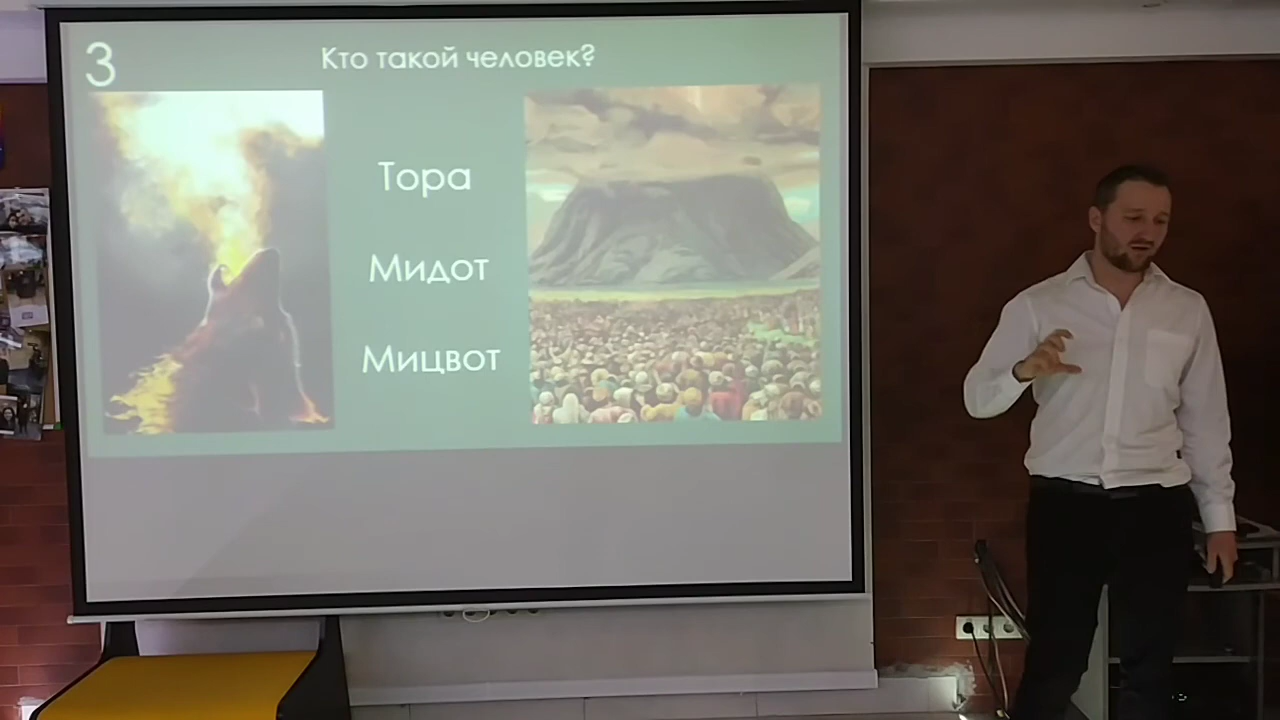 3
Кто такой человек?
Тора
Мидот
Мицвот